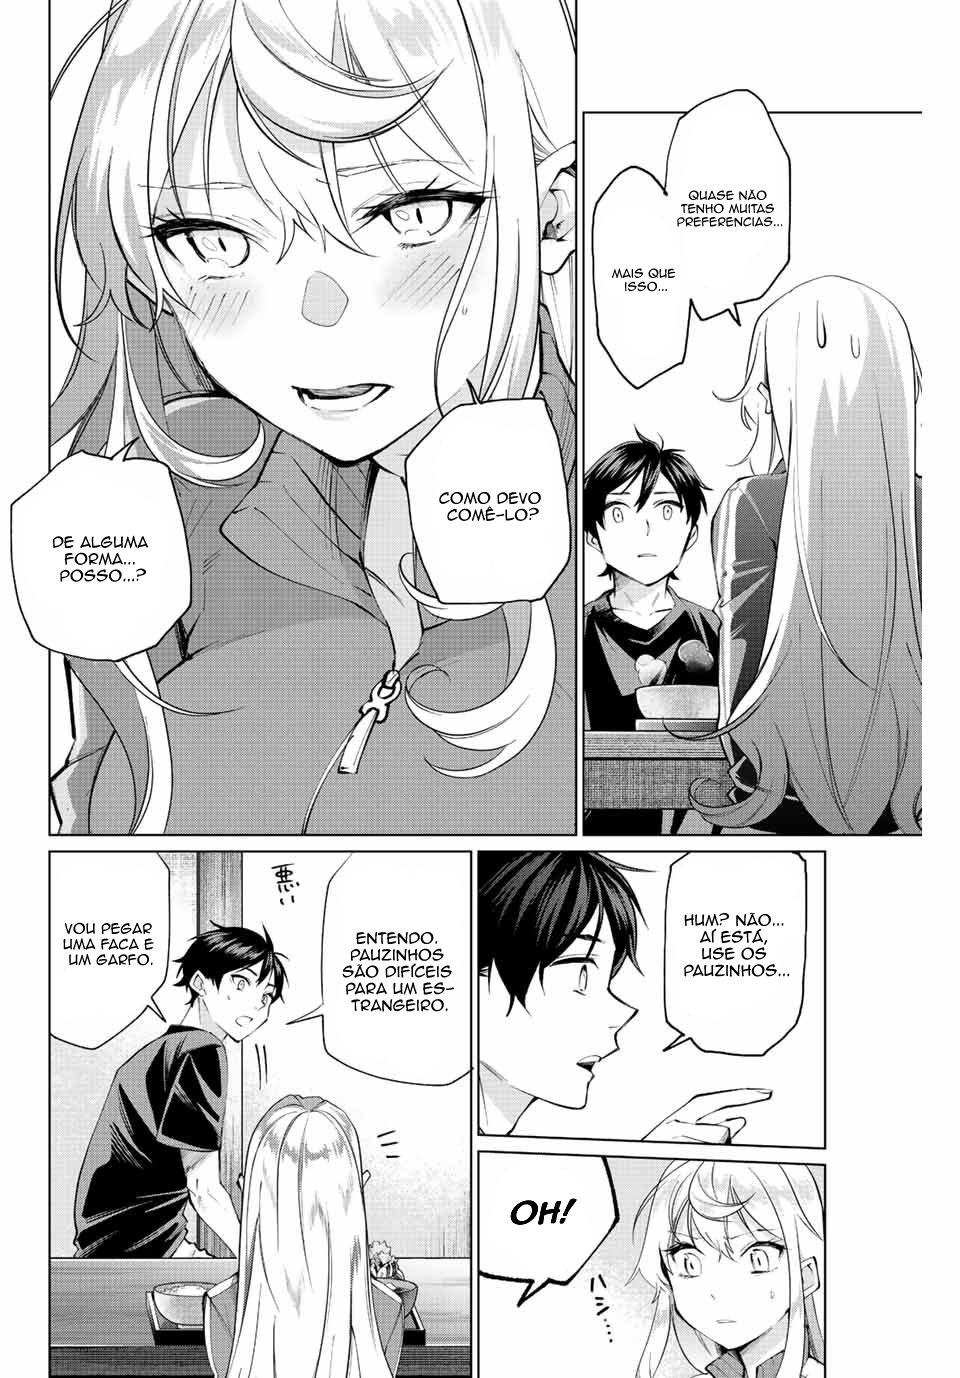 QUASE NÃO
TENHO MUITAS
PREFERENCIAS...
MAIS QUE
ISSO...
COMO DEVO
COMÊ-LO?
DE ALGUMA
FORMA...
POSSO...?
HUM? NÃO...
AÍ ESTÁ,
USE OS
PAUZINHOS...
OH!
ENTENDO.
PAUZINHOS
SÃO DIFÍCEIS
PARA UM ES-
TRANGEIRO.
悪い
VOU PEGAR
UMA FACA E
UM GARFO.